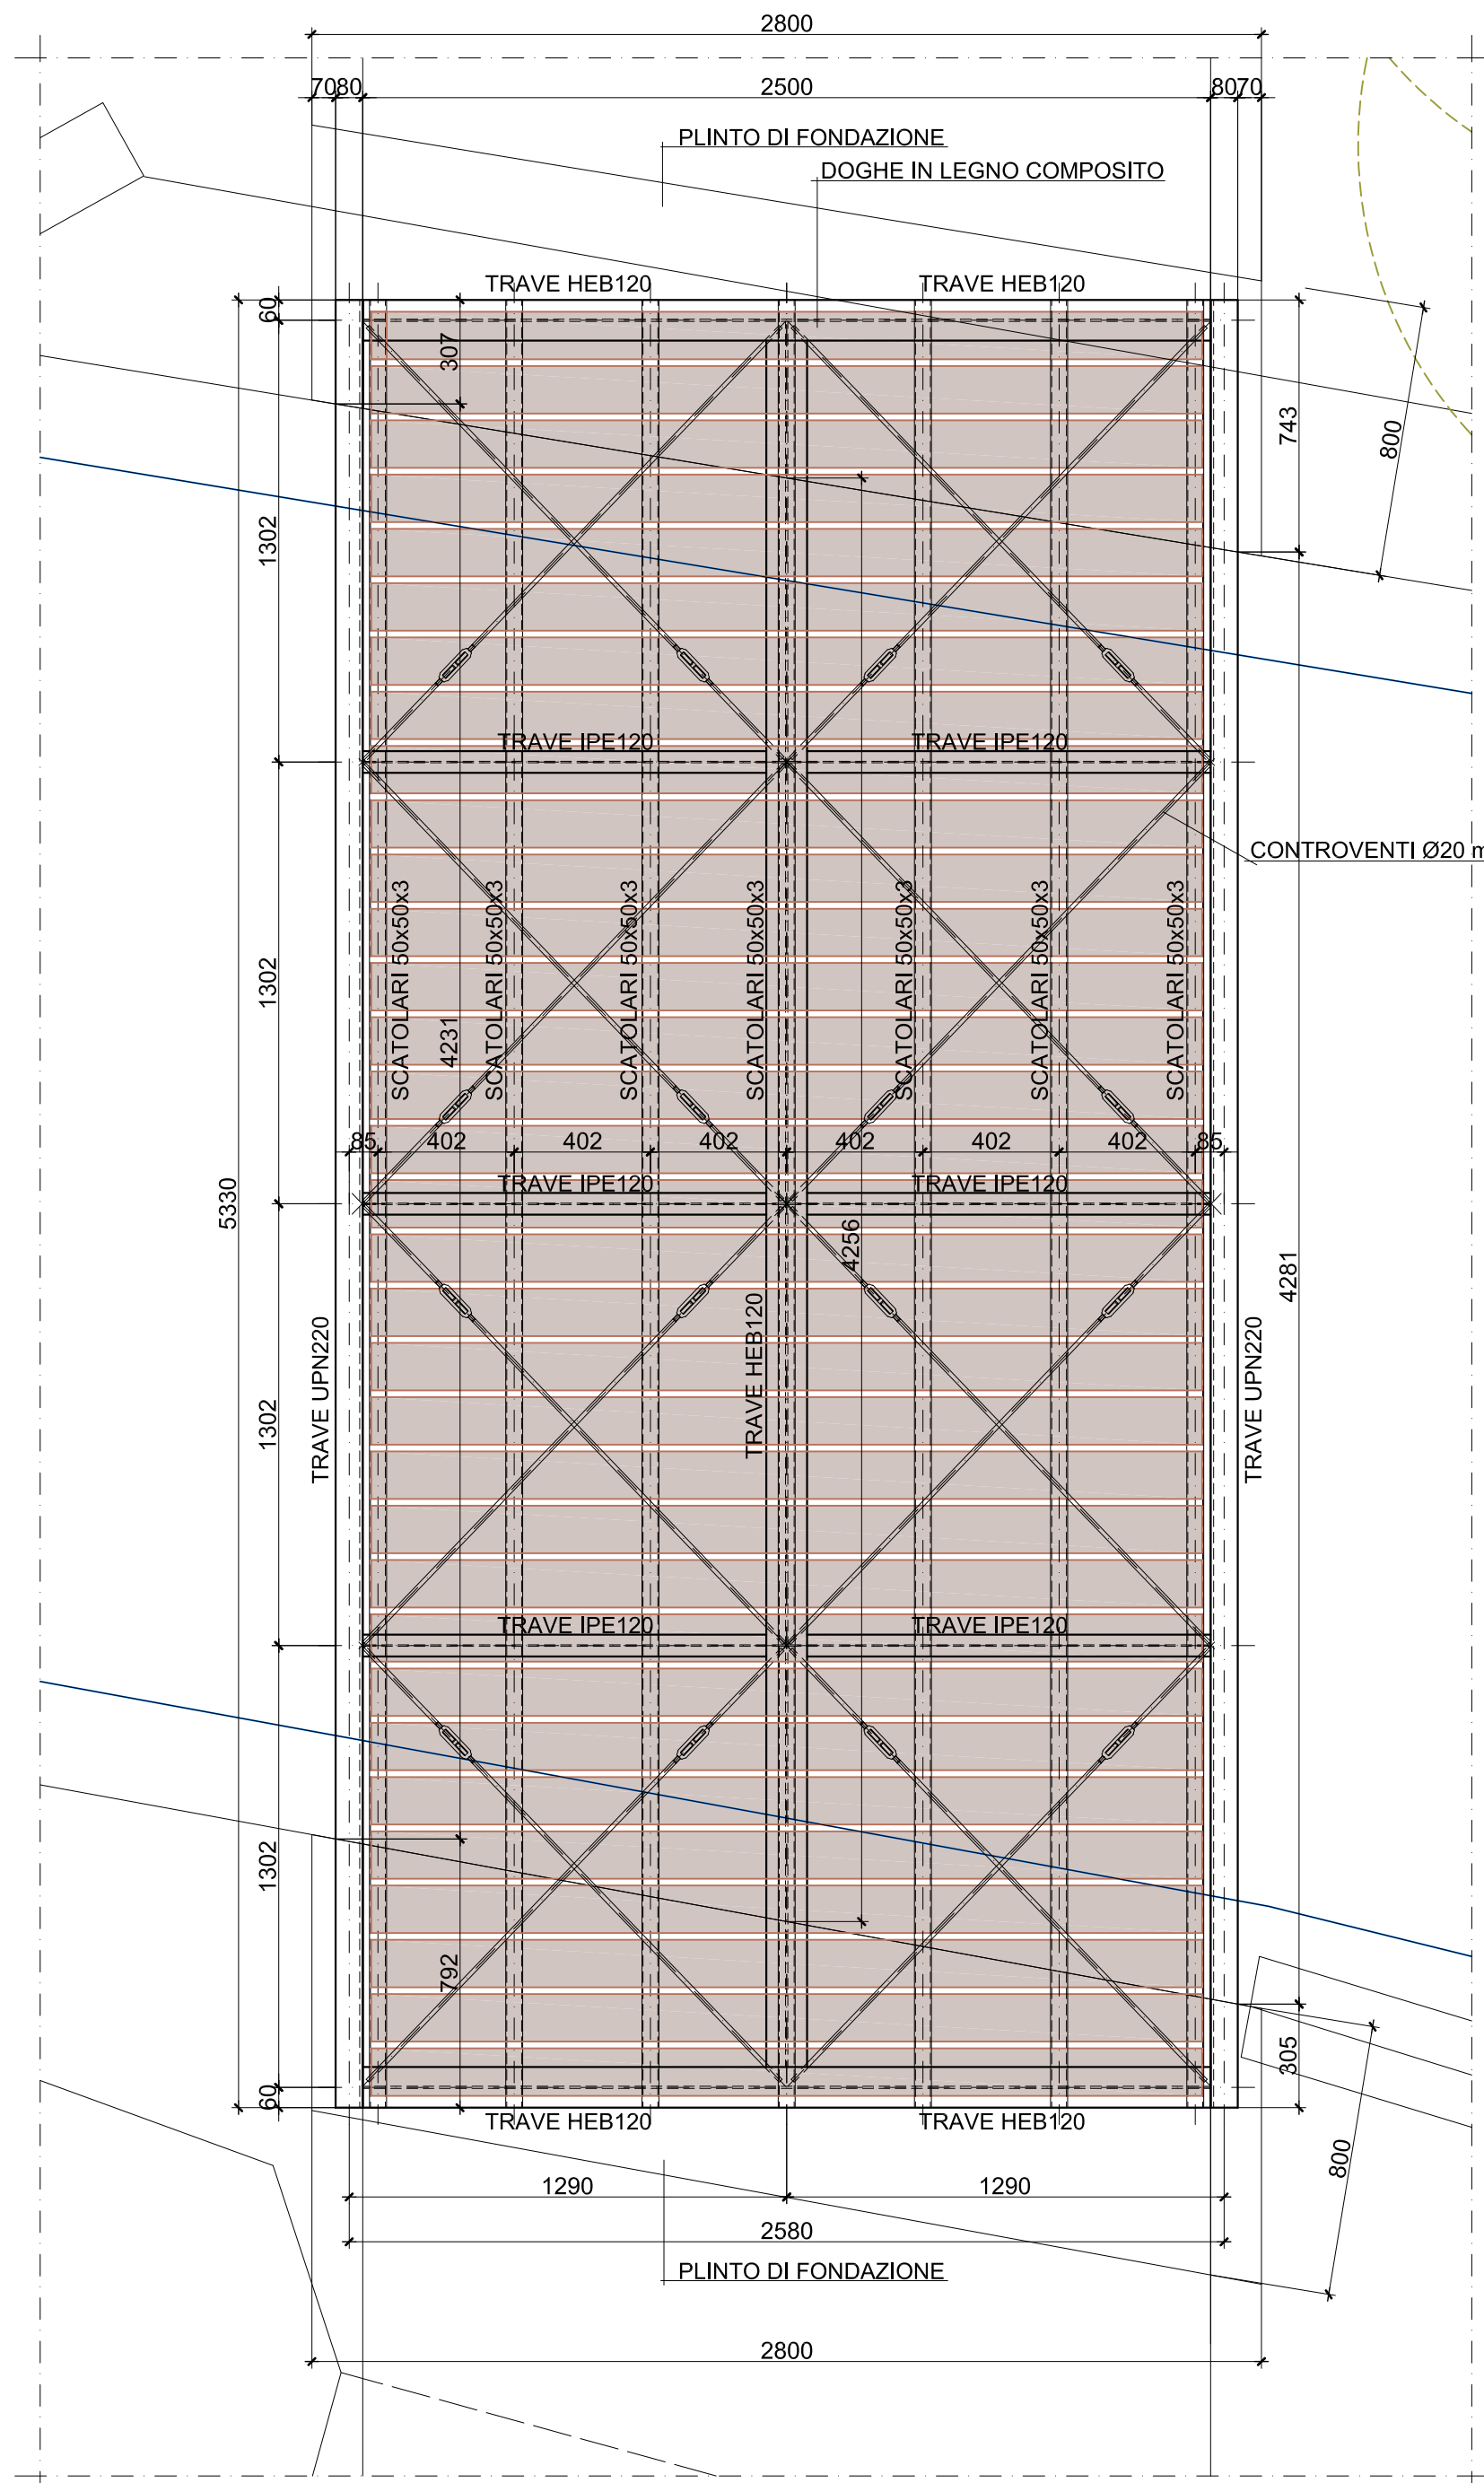 2800
70
80
2500
80
70
PLINTO DI FONDAZIONE
DOGHE IN LEGNO COMPOSITO
TRAVE HEB120
TRAVE HEB120
60
307
743
800
1302
TRAVE IPE120
TRAVE IPE120
CONTROVENTI Ø20 m
SCATOLARI 50x50x3
SCATOLARI 50x50x3
SCATOLARI 50x50x3
SCATOLARI 50x50x3
SCATOLARI 50x50x3
SCATOLARI 50x50x3
SCATOLARI 50x50x3
1302
4231
85
402
402
402
402
402
402
85
TRAVE IPE120
TRAVE IPE120
5330
4256
4281
TRAVE UPN220
TRAVE HEB120
TRAVE UPN220
1302
TRAVE IPE120
TRAVE IPE120
1302
792
305
60
TRAVE HEB120
TRAVE HEB120
800
1290
1290
2580
PLINTO DI FONDAZIONE
2800